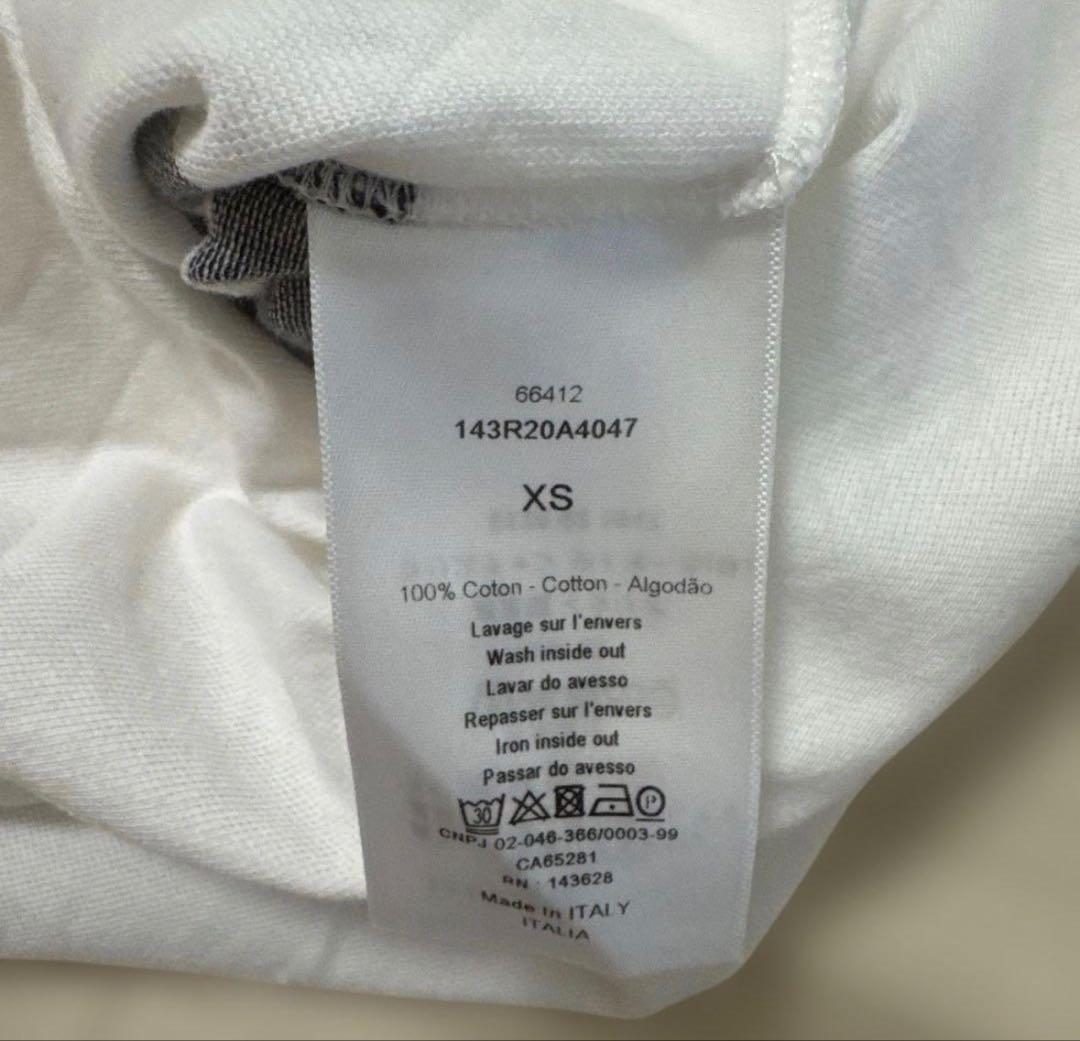 66412
143R20A4047
XS
100% Coton - Cotton - Algodão
Lavage sur l'envers
Wash inside out
Lavar do avesso
Repasser sur l'envers
Iron inside out
Passar do avesso
30 P
CNPJ 02-046-366/0003-99
CA65281
RN : 143628
Made In ITALY
ITALIA